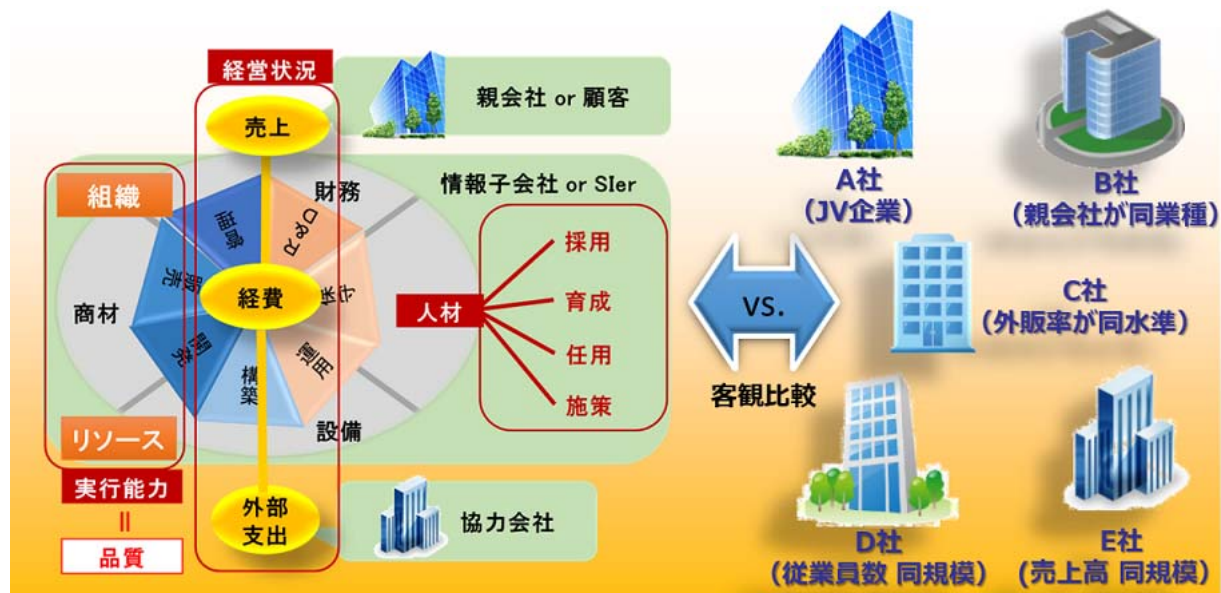 経営状況
売上
親会社 or 顧客
組織
管理
財務
R&D
情報子会社 or SIer
販売
商材
経費
保守
人材
採用
育成
任用
施策
開発
構築
運用
リソース
設備
実行能力
=
品質
外部
支出
協力会社
VS.
客観比較
A社
(JV企業)
B社
(親会社が同業種)
C社
(外販率が同水準)
D社
(従業員数 同規模)
E社
(売上高 同規模)